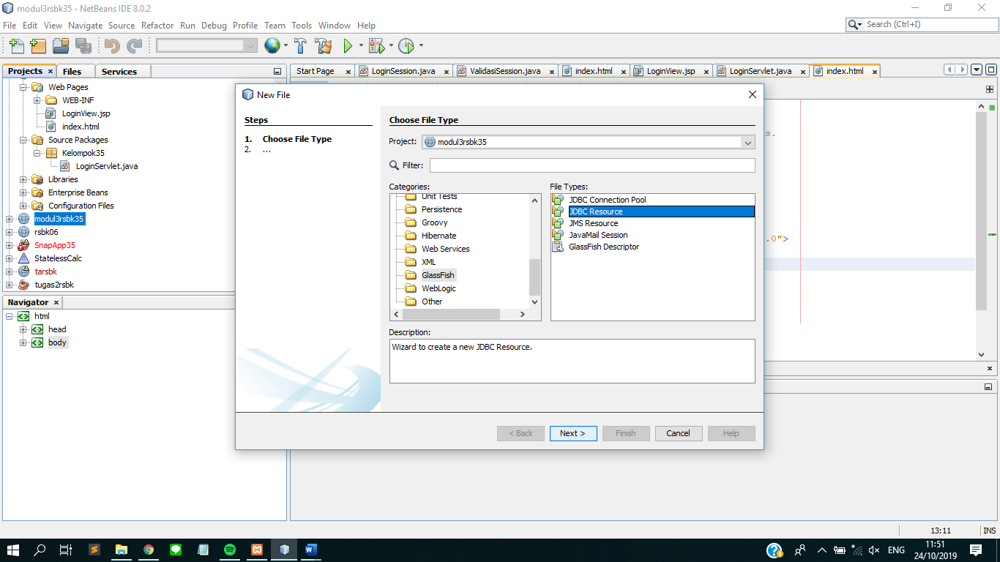 modul3rsbk35 - NetBeans IDE 8.0.2
File Edit View Navigate Source Refactor Run Debug Profile Team Tools Window Help
Search (Ctrl+I)
Projects Files Services
Start Page LoginSession.java ValidasiSession.java index.html LoginView.jsp LoginServlet.java index.html
Web Pages
WEB-INF
LoginView.jsp
index.html
Source Packages
Kelompok35
LoginServlet.java
Libraries
Enterprise Beans
Configuration Files
modul3rsbk35
rsbk06
SnapApp35
StatelessCalc
tarsbk
tugas2rsbk
Navigator
html
head
body
s.
.0">
New File
Steps
1. Choose File Type
2. ...
Choose File Type
Project: modul3rsbk35
Filter:
Categories:
Unit Tests
Persistence
Groovy
Hibernate
Web Services
XML
GlassFish
WebLogic
Other
File Types:
JDBC Connection Pool
JDBC Resource
JMS Resource
JavaMail Session
GlassFish Descriptor
Description:
Wizard to create a new JDBC Resource.
< Back Next > Finish Cancel Help
13:11 INS
ENG
11:51
24/10/2019